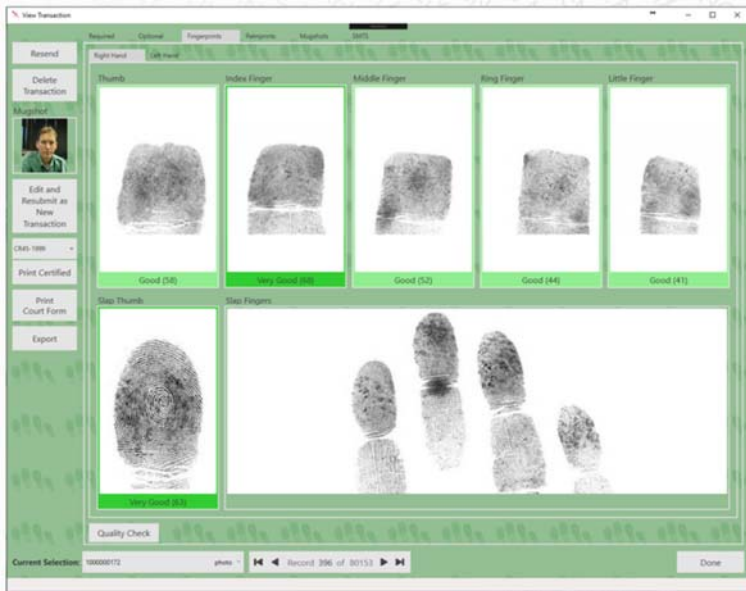 View Transaction
Required Optional Fingerprints Palmprints Mugshots SMTS
Resend
Delete
Transaction
Mugshot
Edit and
Resubmit as
New
Transaction
Print Certified
Print
Court Form
Export
Right Hand Left Hand
Thumb Index Finger Middle Finger Ring Finger Little Finger
Good (58) Very Good (60) Good (52) Good (44) Good (41)
Slap Thumb Slap Fingers
Very Good (63)
Quality Check
Current Selection: 1000000172 photo Record 396 of 80153 Done